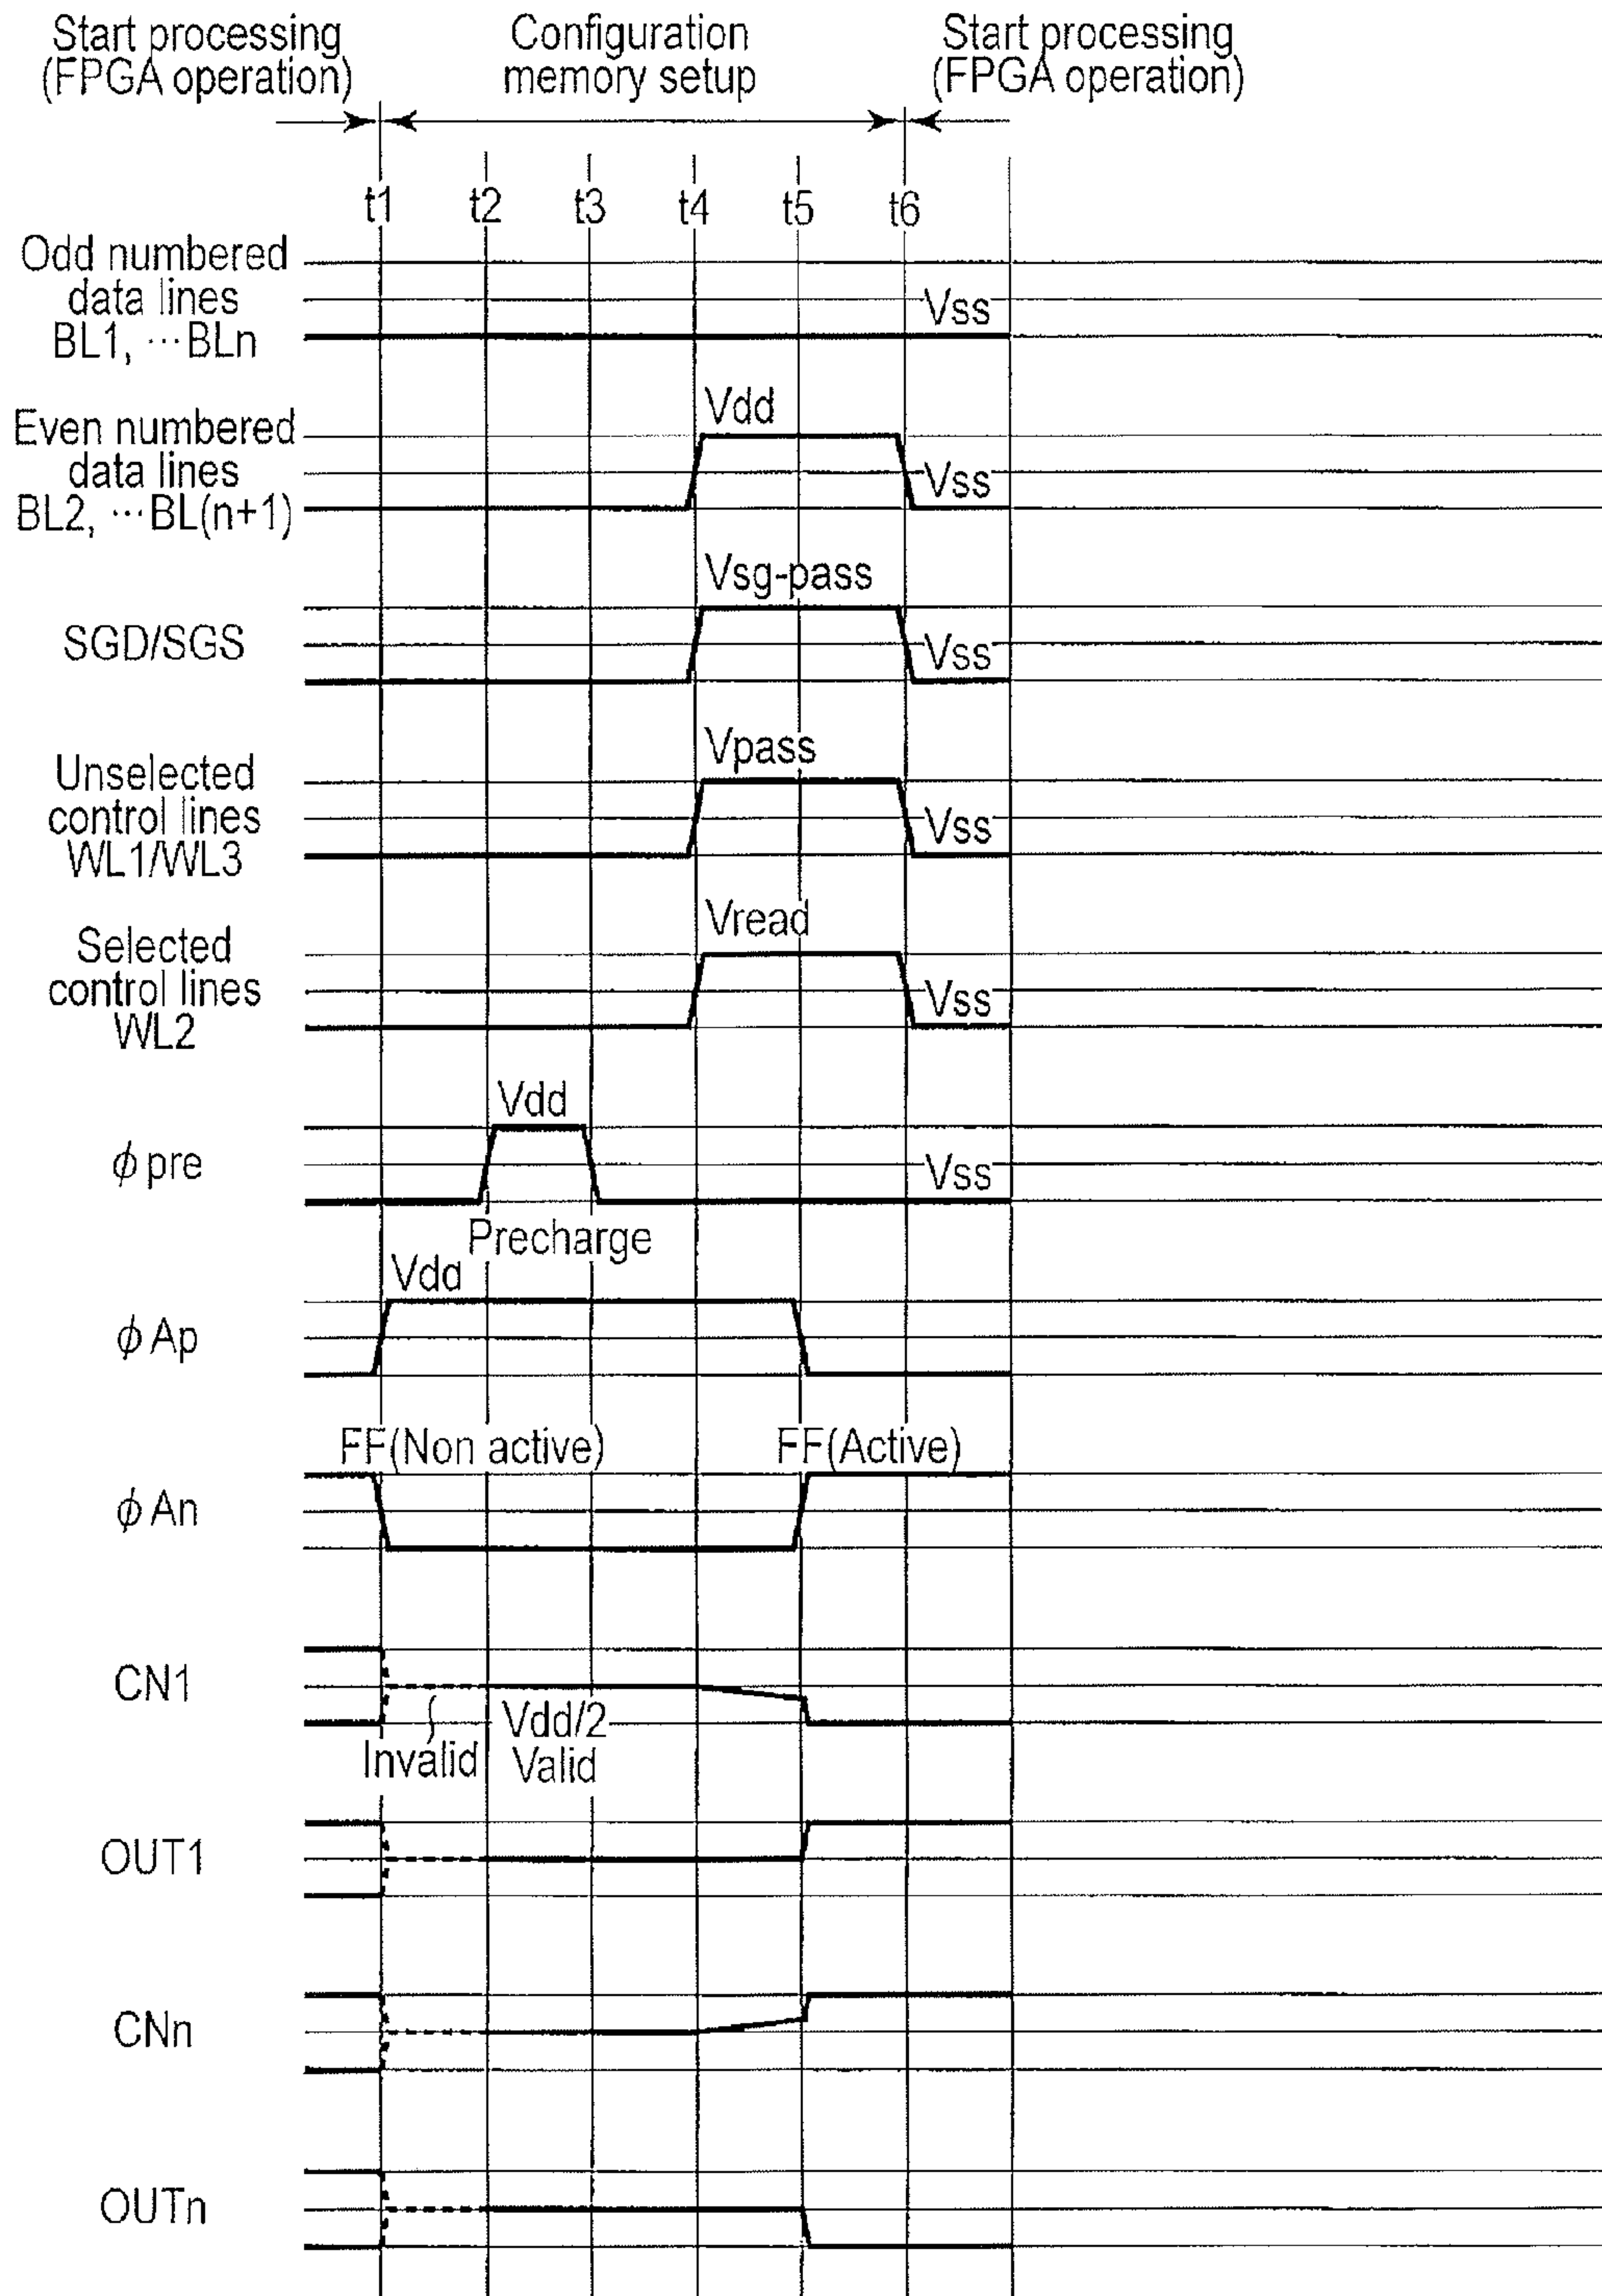 Start processing
(FPGA operation)
Configuration
memory setup
Start processing
(FPGA operation)
t1 t2 t3 t4 t5 t6
Odd numbered
data lines
BL1, ⋯BLn
Vss
Even numbered
data lines
BL2, ⋯BL(n+1)
Vdd
Vss
SGD/SGS
Vsg-pass
Vss
Unselected
control lines
WL1/WL3
Vpass
Vss
Selected
control lines
WL2
Vread
Vss
ϕ pre
Vdd
Vss
Precharge
ϕ Ap
Vdd
ϕ An
FF(Non active)
FF(Active)
CN1
Invalid
Vdd/2
Valid
OUT1
CNn
OUTn